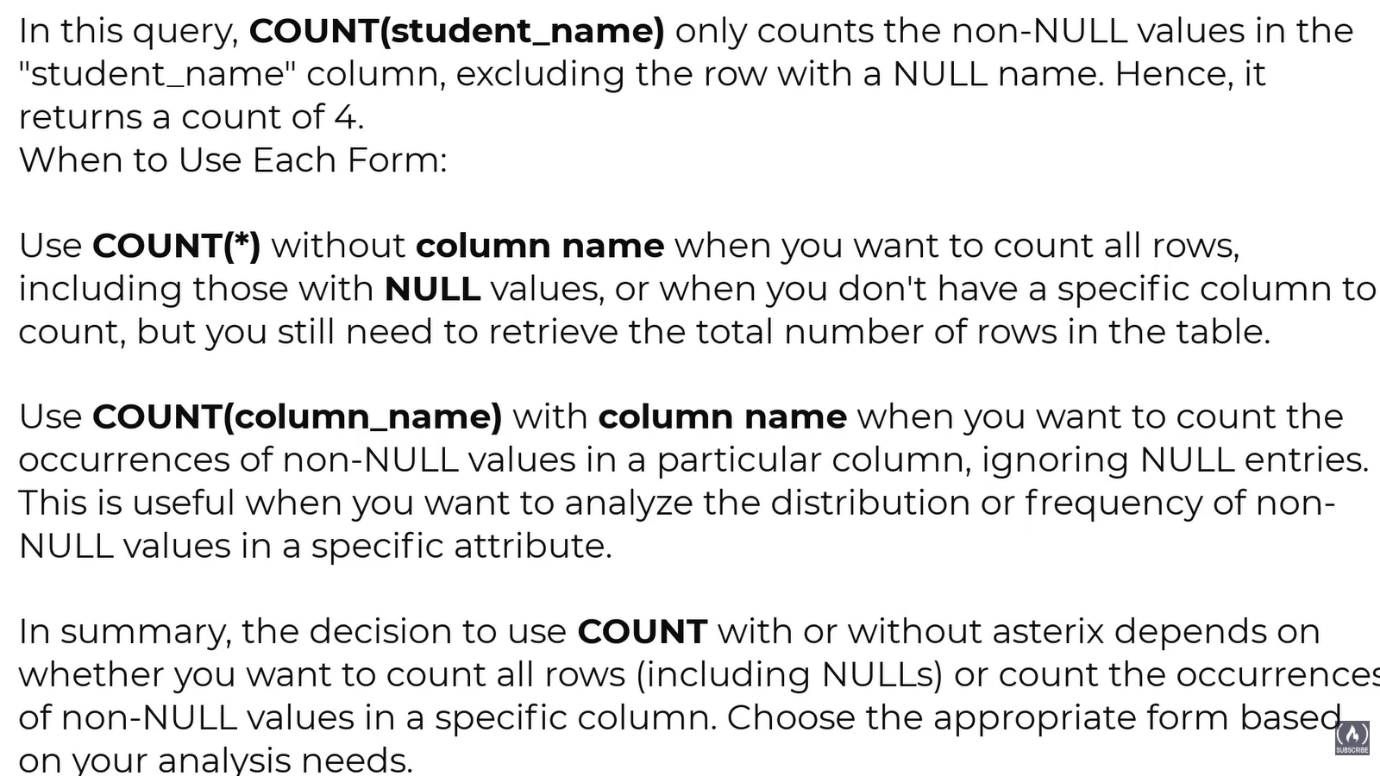 In this query, COUNT(student_name) only counts the non-NULL values in the
"student_name" column, excluding the row with a NULL name. Hence, it
returns a count of 4.
When to Use Each Form:
Use COUNT(*) without column name when you want to count all rows,
including those with NULL values, or when you don't have a specific column to
count, but you still need to retrieve the total number of rows in the table.
Use COUNT(column_name) with column name when you want to count the
occurrences of non-NULL values in a particular column, ignoring NULL entries.
This is useful when you want to analyze the distribution or frequency of non-
NULL values in a specific attribute.
In summary, the decision to use COUNT with or without asterix depends on
whether you want to count all rows (including NULLs) or count the occurrences
of non-NULL values in a specific column. Choose the appropriate form based
on your analysis needs.
SUBSCRIBE